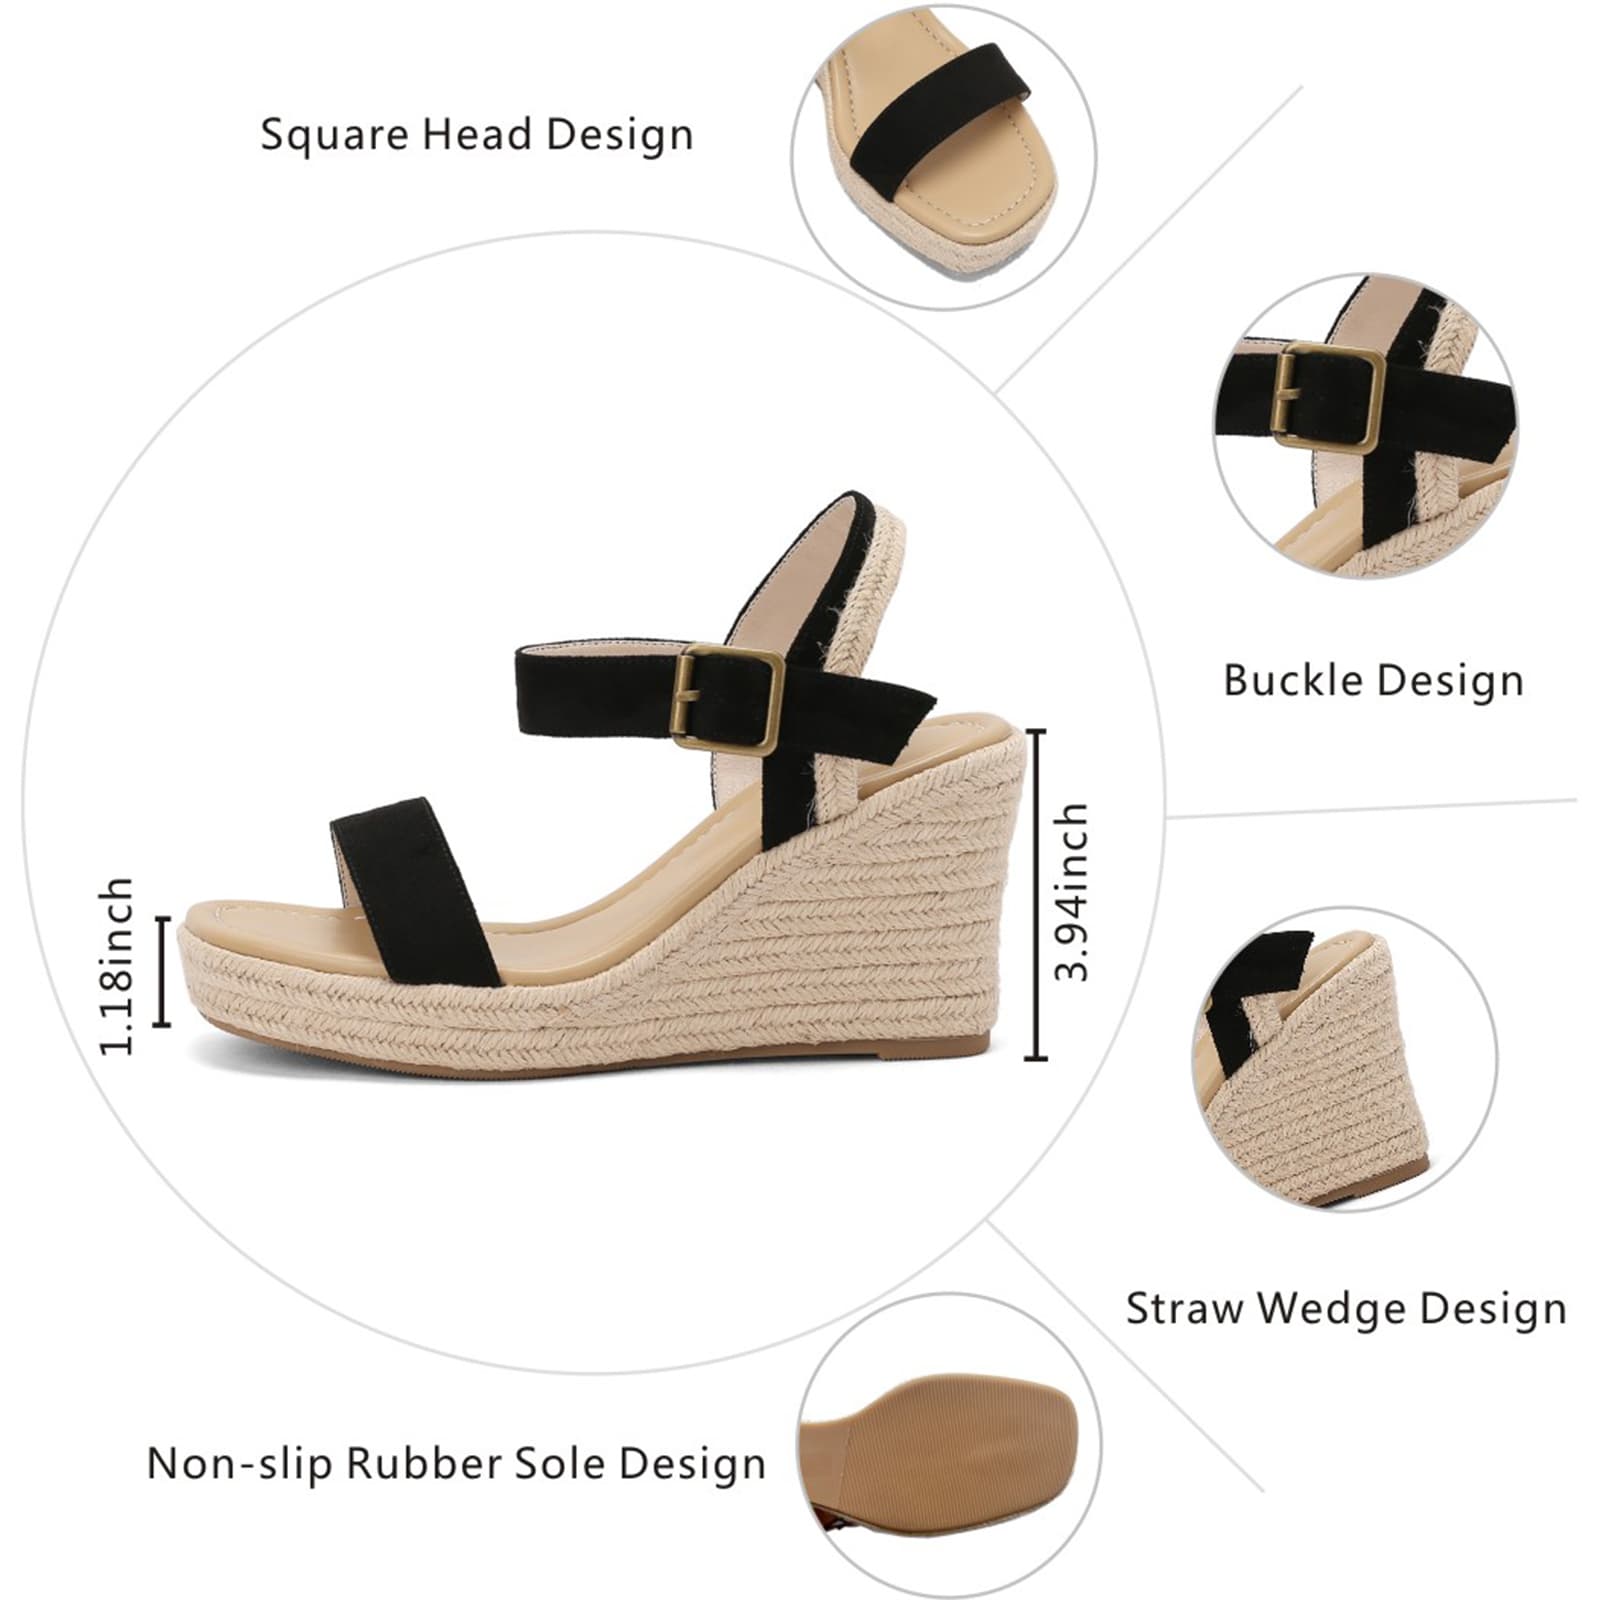 Square Head Design
Buckle Design
1.18inch
3.94inch
Straw Wedge Design
Non-slip Rubber Sole Design